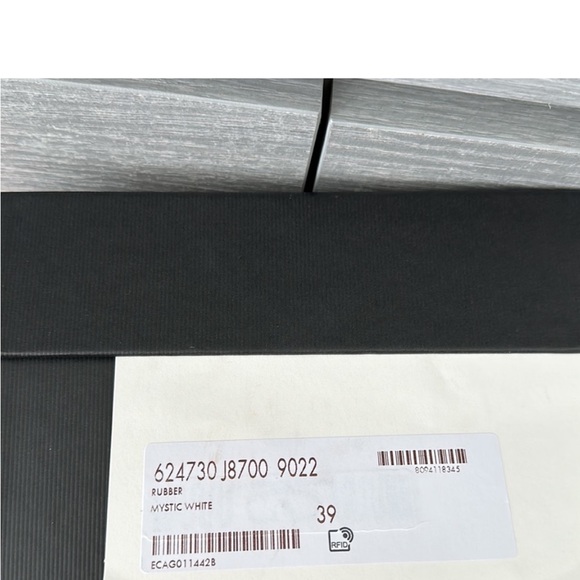 624730 J8700 9022
8094118345
RUBBER
MYSTIC WHITE
39
RFID
ECAG011442B